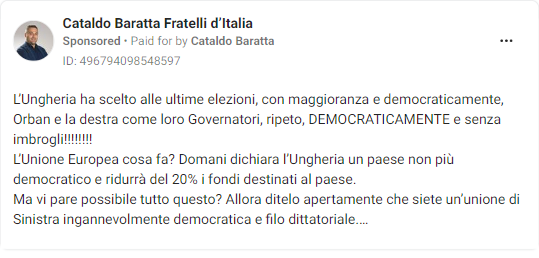 Cataldo Baratta Fratelli d'Italia
Sponsored • Paid for by Cataldo Baratta
ID: 496794098548597
L'Ungheria ha scelto alle ultime elezioni, con maggioranza e democraticamente,
Orban e la destra come loro Governatori, ripeto, DEMOCRATICAMENTE e senza
imbrogli!!!!!!!!
L'Unione Europea cosa fa? Domani dichiara l'Ungheria un paese non più
democratico e ridurrà del 20% i fondi destinati al paese.
Ma vi pare possibile tutto questo? Allora ditelo apertamente che siete un'unione di
Sinistra ingannevolmente democratica e filo dittatoriale....